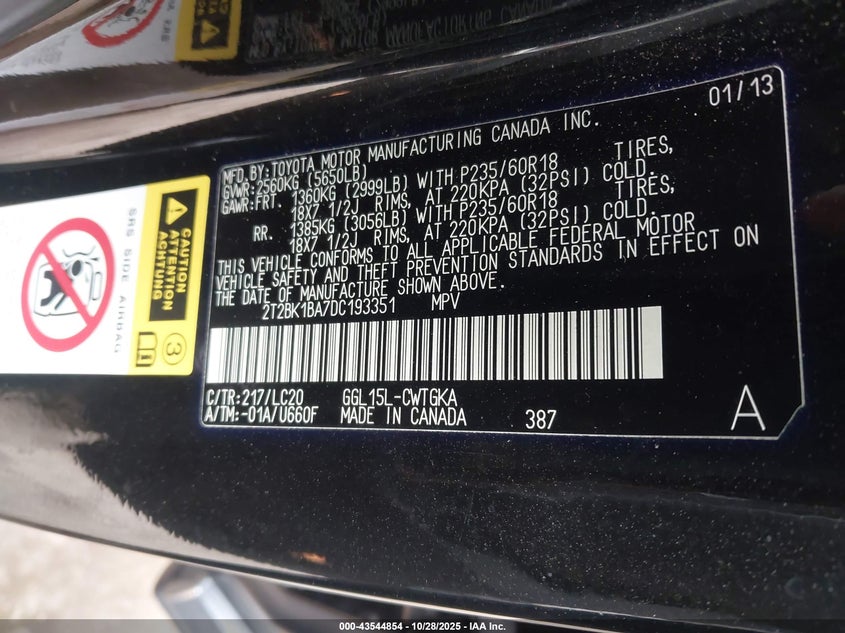 01/13
MFD.BY:TOYOTA MOTOR MANUFACTURING CANADA INC.
GVWR:2560KG (5650LB)
GAWR:FRT. 1360KG (2999LB) WITH P235/60R18 TIRES,
18X7 1/2J RIMS, AT 220KPA (32PSI) COLD.
RR. 1385KG (3056LB) WITH P235/60R18 TIRES,
18X7 1/2J RIMS, AT 220KPA (32PSI) COLD.
THIS VEHICLE CONFORMS TO ALL APPLICABLE FEDERAL MOTOR
VEHICLE SAFETY AND THEFT PREVENTION STANDARDS IN EFFECT ON
THE DATE OF MANUFACTURE SHOWN ABOVE.
2T2BK1BA7DC193351 MPV
C/TR:217/LC20 GGL15L-CWTGKA
A/TM:-01A/U660F MADE IN CANADA 387
A
SRS SIDE AIRBAG
CAUTION
ATTENTION
ACHTUNG
3
000-43544854 - 10/28/2025 - IAA Inc.